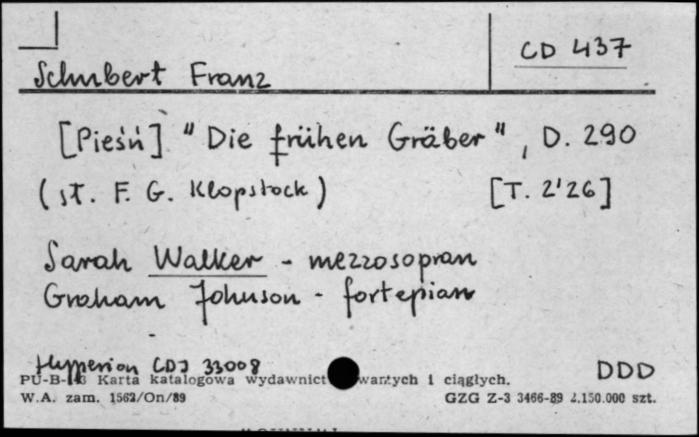 CD 437
Schubert Franz
[Pieśń] "Die frühen Gräber", D. 290
(sł. F. G. Klopstock) [T. 2'26]
Sarah Walker - mezzosopran
Graham Johnson - fortepian
Hyperion CDJ 33008 DDD
PU-B- Karta katalogowa wydawnict wartych i ciągłych.
W.A. zam. 1562/On/89 GZG Z-3 3466-89 2.150.000 szt.